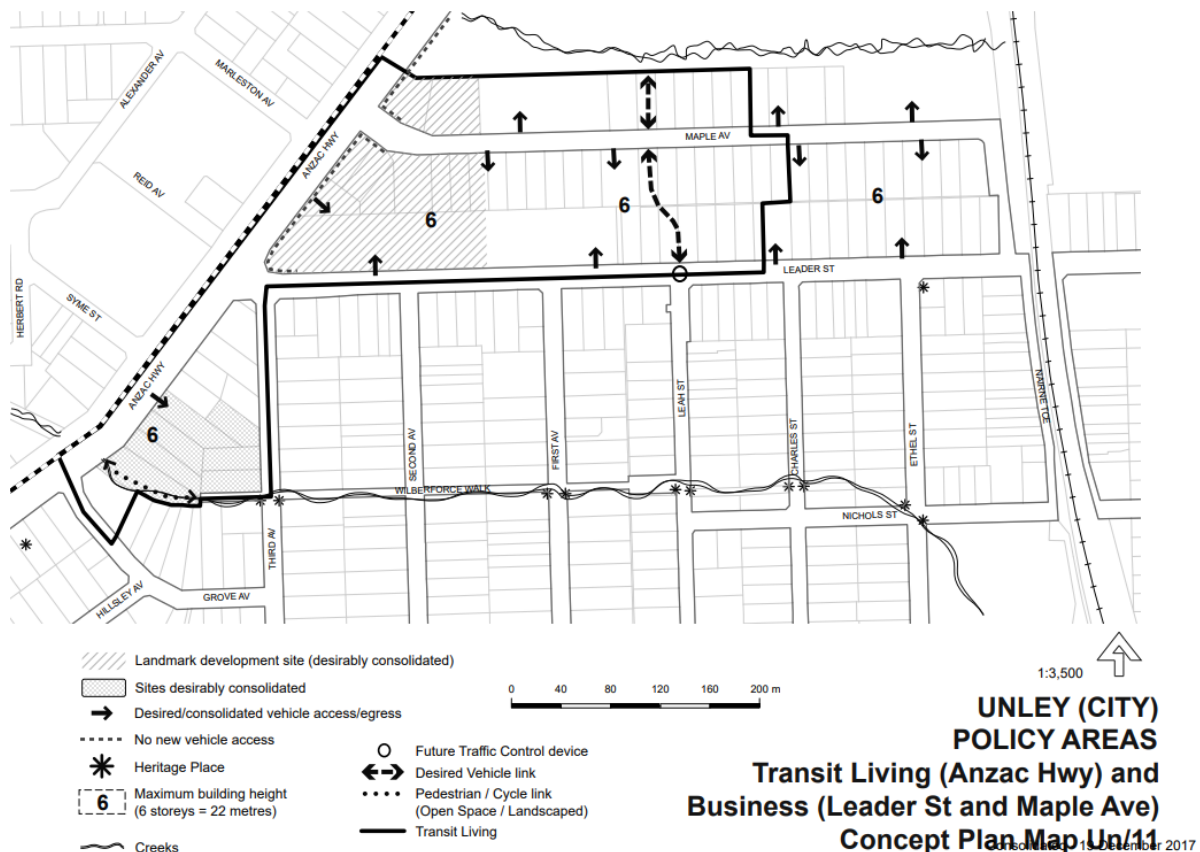 ALEXANDER AV
MARLESTON AV
ANZAC HWY
REID AV
MAPLE AV
6
6
6
LEADER ST
HERBERT RD
SYME ST
ANZAC HWY
6
SECOND AV
FIRST AV
LEAH ST
CHARLES ST
ETHEL ST
NAIRNE TCE
WILBERFORCE WALK
NICHOLS ST
THIRD AV
HILLSLEY AV
GROVE AV
Landmark development site (desirably consolidated)
Sites desirably consolidated
Desired/consolidated vehicle access/egress
No new vehicle access
Heritage Place
6
Maximum building height
(6 storeys = 22 metres)
Creeks
0 40 80 120 160 200 m
Future Traffic Control device
Desired Vehicle link
Pedestrian / Cycle link
(Open Space / Landscaped)
Transit Living
1:3,500
UNLEY (CITY)
POLICY AREAS
Transit Living (Anzac Hwy) and
Business (Leader St and Maple Ave)
Concept Plan Map Un/11
Consolidated - 19 December 2017